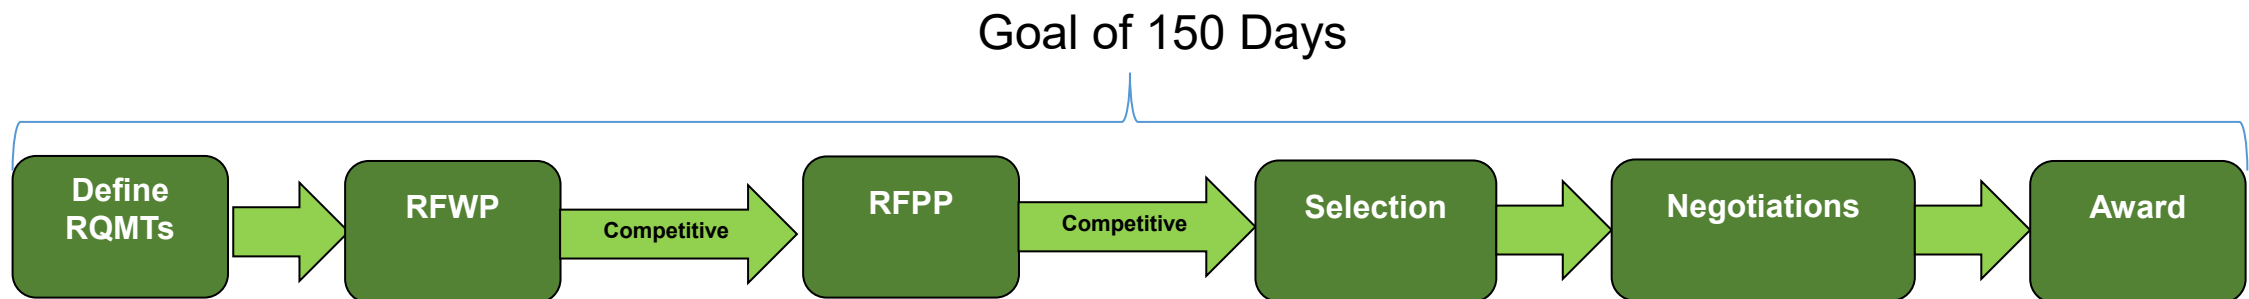 Goal of 150 Days
Define
RQMTs
RFWP
Competitive
RFPP
Competitive
Selection
Negotiations
Award